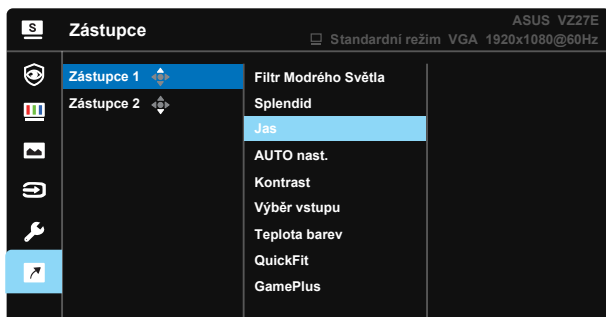 S
Zástupce
ASUS VZ27E
Standardní režim VGA 1920x1080@60Hz
Zástupce 1
Zástupce 2
Filtr Modrého Světla
Splendid
Jas
AUTO nast.
Kontrast
Výběr vstupu
Teplota barev
QuickFit
GamePlus